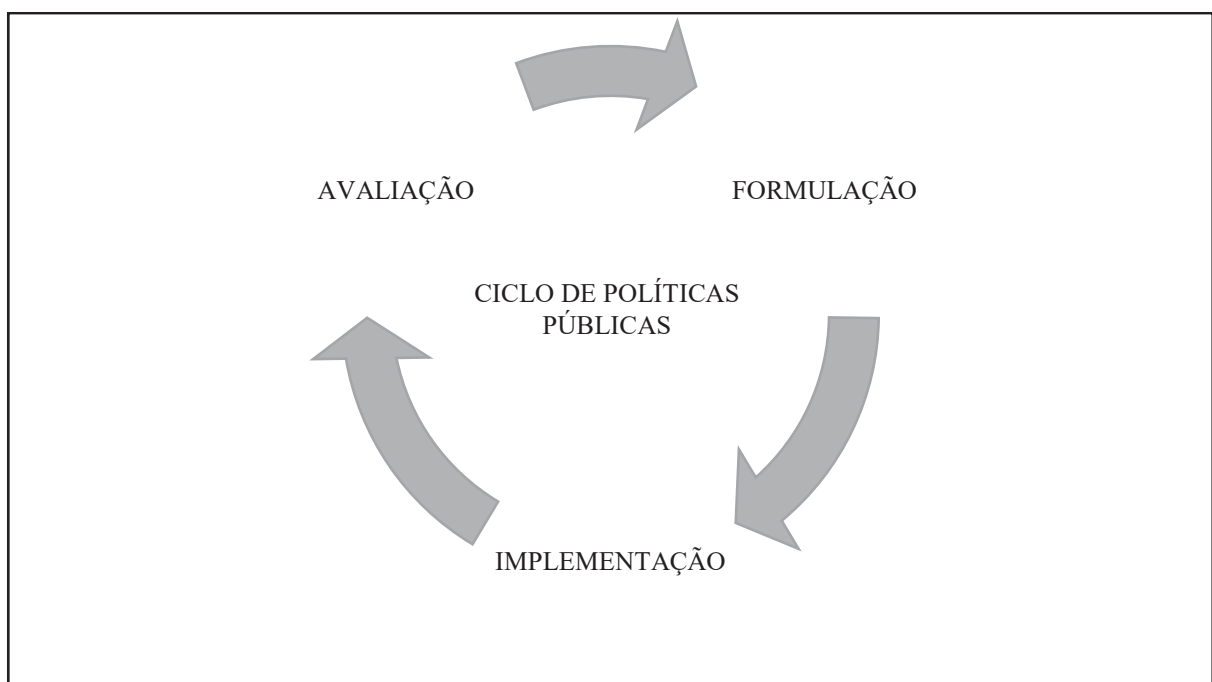 AVALIAÇÃO
FORMULAÇÃO
CICLO DE POLÍTICAS
PÚBLICAS
IMPLEMENTAÇÃO